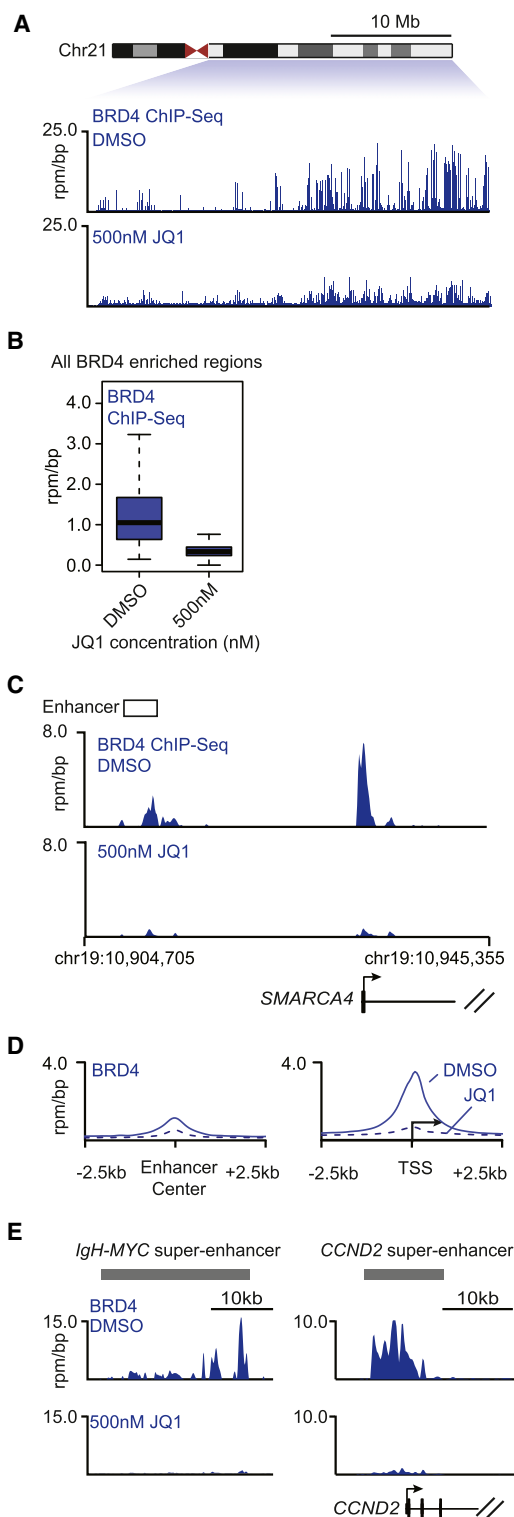 A
10 Mb
Chr21
BRD4 ChIP-Seq
DMSO
25.0
rpm/bp
25.0
500nM JQ1
rpm/bp
B
All BRD4 enriched regions
BRD4
ChIP-Seq
4.0
3.0
2.0
1.0
0.0
rpm/bp
DMSO
500nM
JQ1 concentration (nM)
C
Enhancer
8.0
BRD4 ChIP-Seq
DMSO
rpm/bp
8.0
500nM JQ1
rpm/bp
chr19:10,904,705
chr19:10,945,355
SMARCA4
D
4.0
BRD4
rpm/bp
-2.5kb
Enhancer
Center
+2.5kb
4.0
DMSO
JQ1
-2.5kb
TSS
+2.5kb
E
IgH-MYC super-enhancer
10kb
15.0
BRD4
DMSO
rpm/bp
15.0
500nM JQ1
CCND2 super-enhancer
10kb
10.0
10.0
CCND2